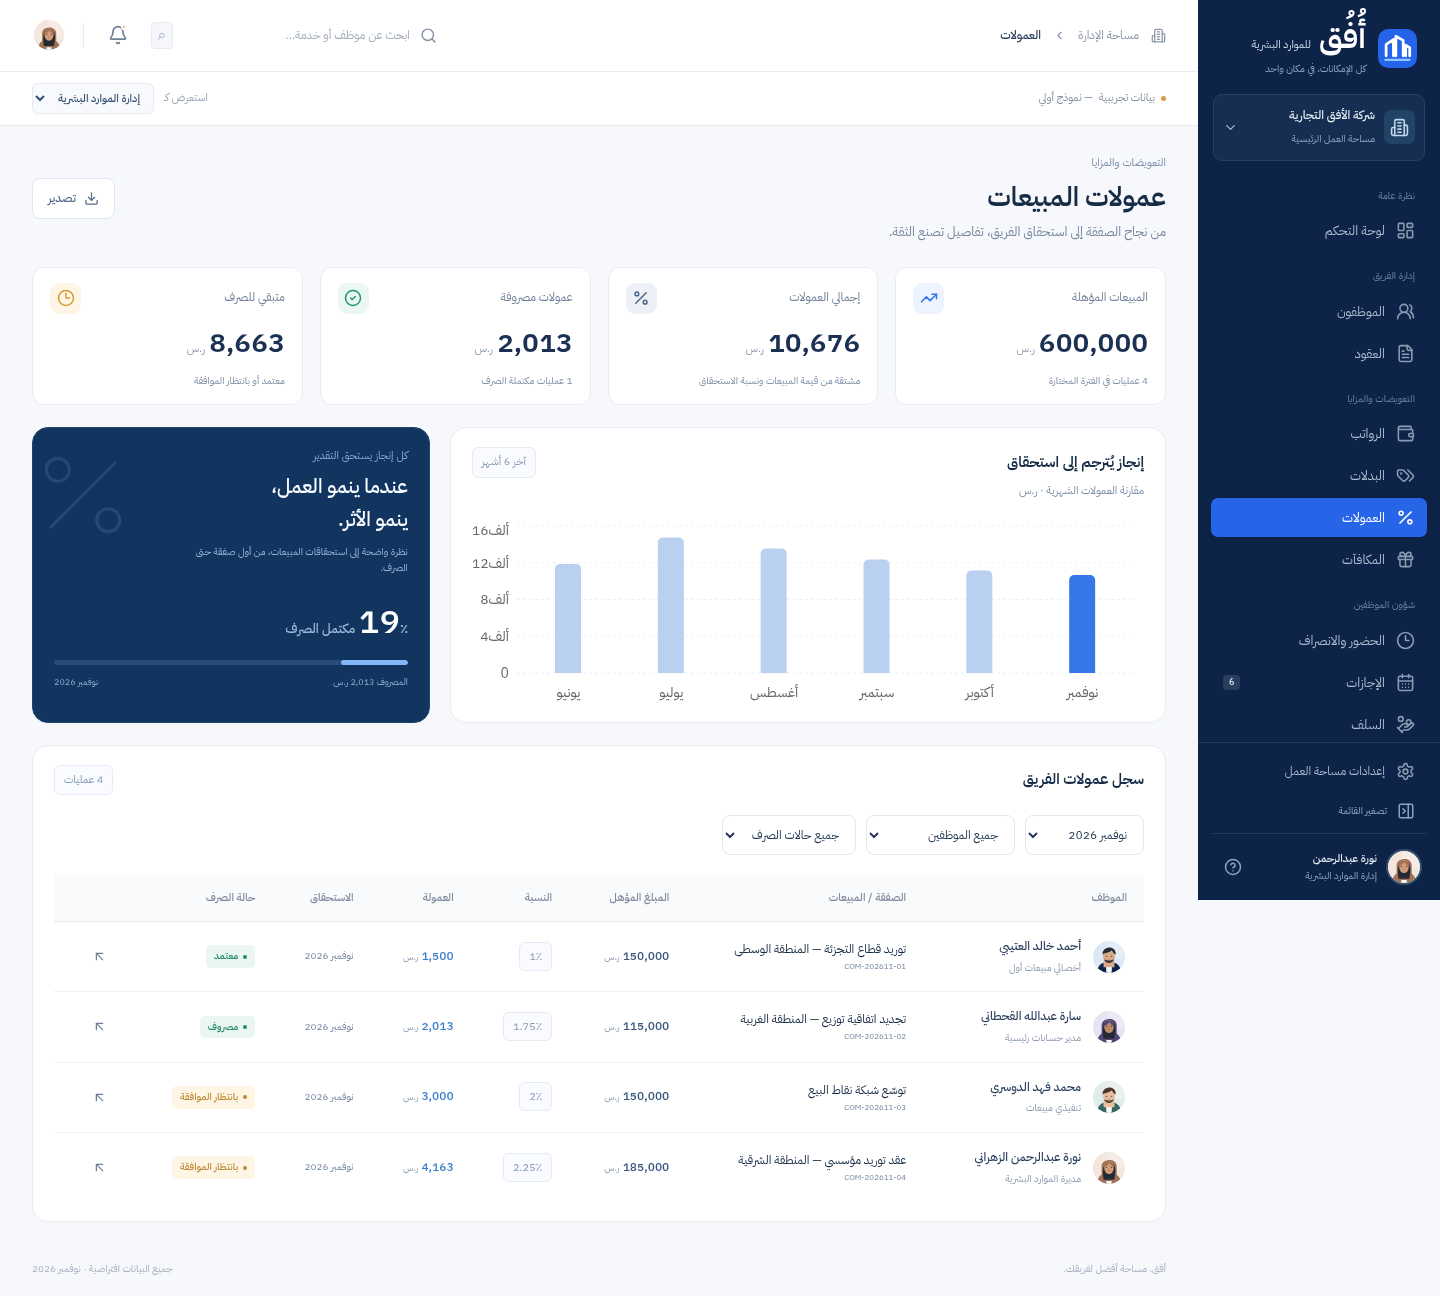 أُفُق
للموارد البشرية
كل الإمكانات، في مكان واحد
شركة الأفق التجارية
مساحة العمل الرئيسية
نظرة عامة
لوحة التحكم
إدارة الفريق
الموظفون
العقود
التعويضات والمزايا
الرواتب
البدلات
العمولات
المكافآت
شؤون الموظفين
الحضور والانصراف
الإجازات
6
السلف
إعدادات مساحة العمل
تصغير القائمة
نورة عبدالرحمن
إدارة الموارد البشرية
مساحة الإدارة
العمولات
ابحث عن موظف أو خدمة...
بيانات تجريبية — نموذج أولي
استعرض كـ
إدارة الموارد البشرية
التعويضات والمزايا
عمولات المبيعات
من نجاح الصفقة إلى استحقاق الفريق، تفاصيل تصنع الثقة.
تصدير
المبيعات المؤهلة
600,000 ر.س
4 عمليات في الفترة المختارة
إجمالي العمولات
10,676 ر.س
مشتقة من قيمة المبيعات ونسبة الاستحقاق
عمولات مصروفة
2,013 ر.س
1 عمليات مكتملة الصرف
متبقي للصرف
8,663 ر.س
معتمد أو بانتظار الموافقة
إنجاز يُترجم إلى استحقاق
مقارنة العمولات الشهرية · ر.س
آخر 6 أشهر
16ألف
12ألف
8ألف
4ألف
0
نوفمبر
أكتوبر
سبتمبر
أغسطس
يوليو
يونيو
كل إنجاز يستحق التقدير
عندما ينمو العمل،
ينمو الأثر.
نظرة واضحة إلى استحقاقات المبيعات، من أول صفقة حتى
الصرف.
19٪ مكتمل الصرف
المصروف 2,013 ر.س
نوفمبر 2026
سجل عمولات الفريق
4 عمليات
نوفمبر 2026
جميع الموظفين
جميع حالات الصرف
الموظف
الصفقة / المبيعات
المبلغ المؤهل
النسبة
العمولة
الاستحقاق
حالة الصرف
أحمد خالد العتيبي
أخصائي مبيعات أول
توريد قطاع التجزئة — المنطقة الوسطى
COM-202611-01
150,000 ر.س
1٪
1,500 ر.س
نوفمبر 2026
معتمد
سارة عبدالله القحطاني
مدير حسابات رئيسية
تجديد اتفاقية توزيع — المنطقة الغربية
COM-202611-02
115,000 ر.س
1.75٪
2,013 ر.س
نوفمبر 2026
مصروف
محمد فهد الدوسري
تنفيذي مبيعات
توسّع شبكة نقاط البيع
COM-202611-03
150,000 ر.س
2٪
3,000 ر.س
نوفمبر 2026
بانتظار الموافقة
نورة عبدالرحمن الزهراني
مديرة الموارد البشرية
عقد توريد مؤسسي — المنطقة الشرقية
COM-202611-04
185,000 ر.س
2.25٪
4,163 ر.س
نوفمبر 2026
بانتظار الموافقة
أفق. مساحة أفضل لفريقك.
جميع البيانات افتراضية · نوفمبر 2026